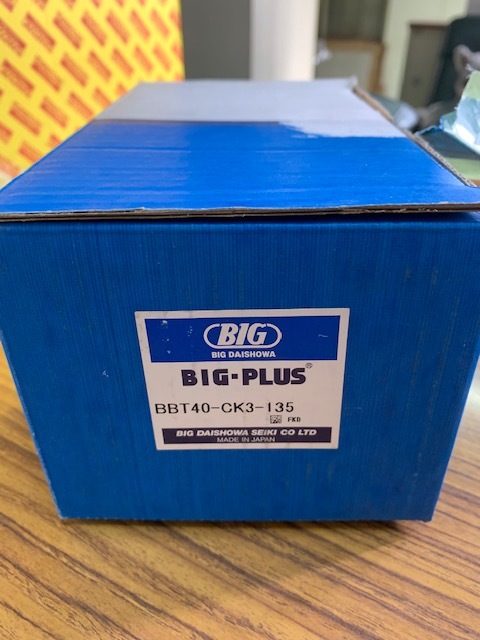 BIG
BIG DAISHOWA
BIG-PLUS®
BBT40-CK3-135
FKD
BIG DAISHOWA SEIKI CO LTD
MADE IN JAPAN